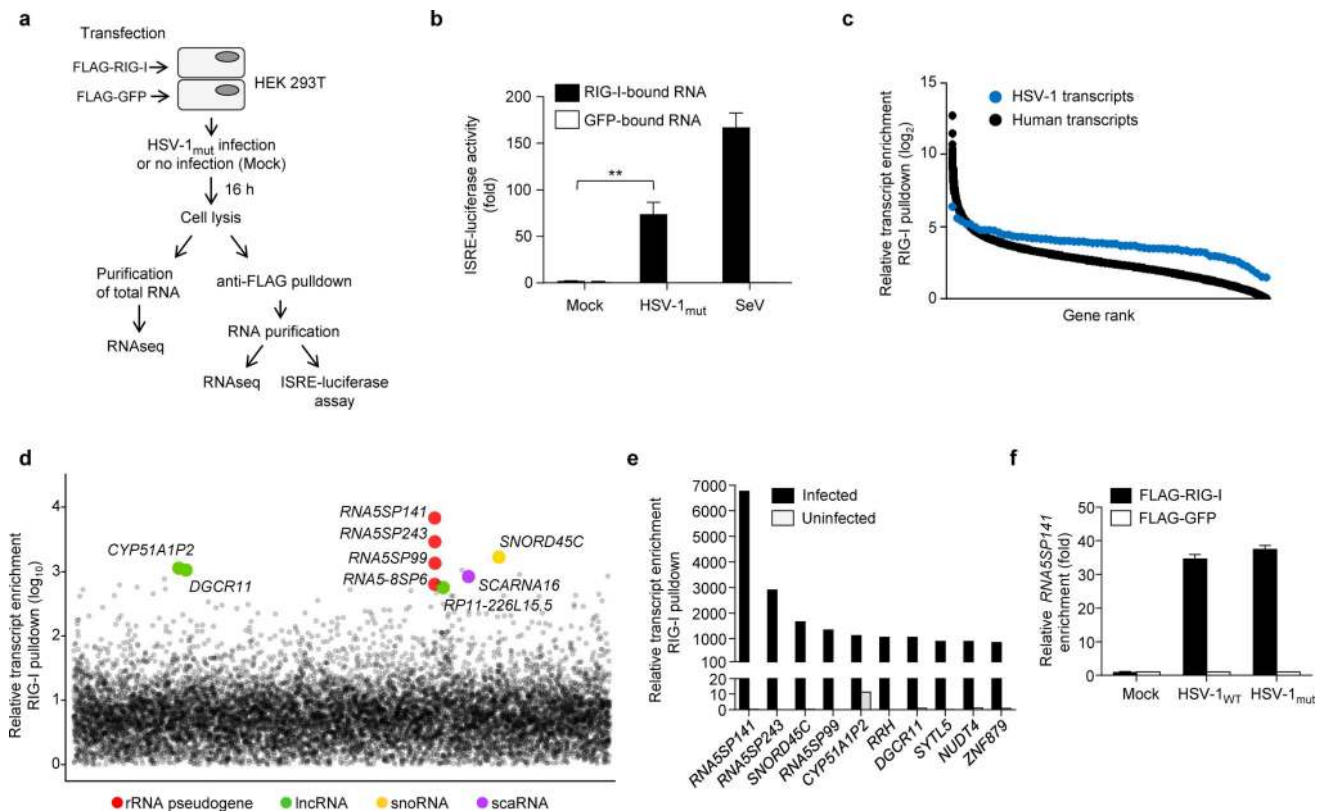 a
Transfection
FLAG-RIG-I
FLAG-GFP
HEK 293T
HSV-1mut infection
or no infection (Mock)
16 h
Cell lysis
Purification
of total RNA
anti-FLAG pulldown
RNAseq
RNA purification
RNAseq
ISRE-luciferase
assay
b
ISRE-luciferase activity
(fold)
200
150
100
50
0
RIG-I-bound RNA
GFP-bound RNA
**
Mock
HSV-1mut
SeV
c
Relative transcript enrichment
RIG-I pulldown (log2)
15
10
5
0
HSV-1 transcripts
Human transcripts
Gene rank
d
Relative transcript enrichment
RIG-I pulldown (log10)
4
3
2
1
0
CYP51A1P2
DGCR11
RNA5SP141
RNA5SP243
RNA5SP99
RNA5-8SP6
SNORD45C
SCARNA16
RP11-226L15.5
rRNA pseudogene
lncRNA
snoRNA
scaRNA
e
Relative transcript enrichment
RIG-I pulldown
7000
6000
5000
4000
3000
2000
1000
100
20
10
0
Infected
Uninfected
RNA5SP141
RNA5SP243
SNORD45C
RNA5SP99
CYP51A1P2
RRH
DGCR11
SYTL5
NUDT4
ZNF879
f
Relative RNA5SP141
enrichment (fold)
50
40
30
20
10
0
FLAG-RIG-I
FLAG-GFP
Mock
HSV-1WT
HSV-1mut